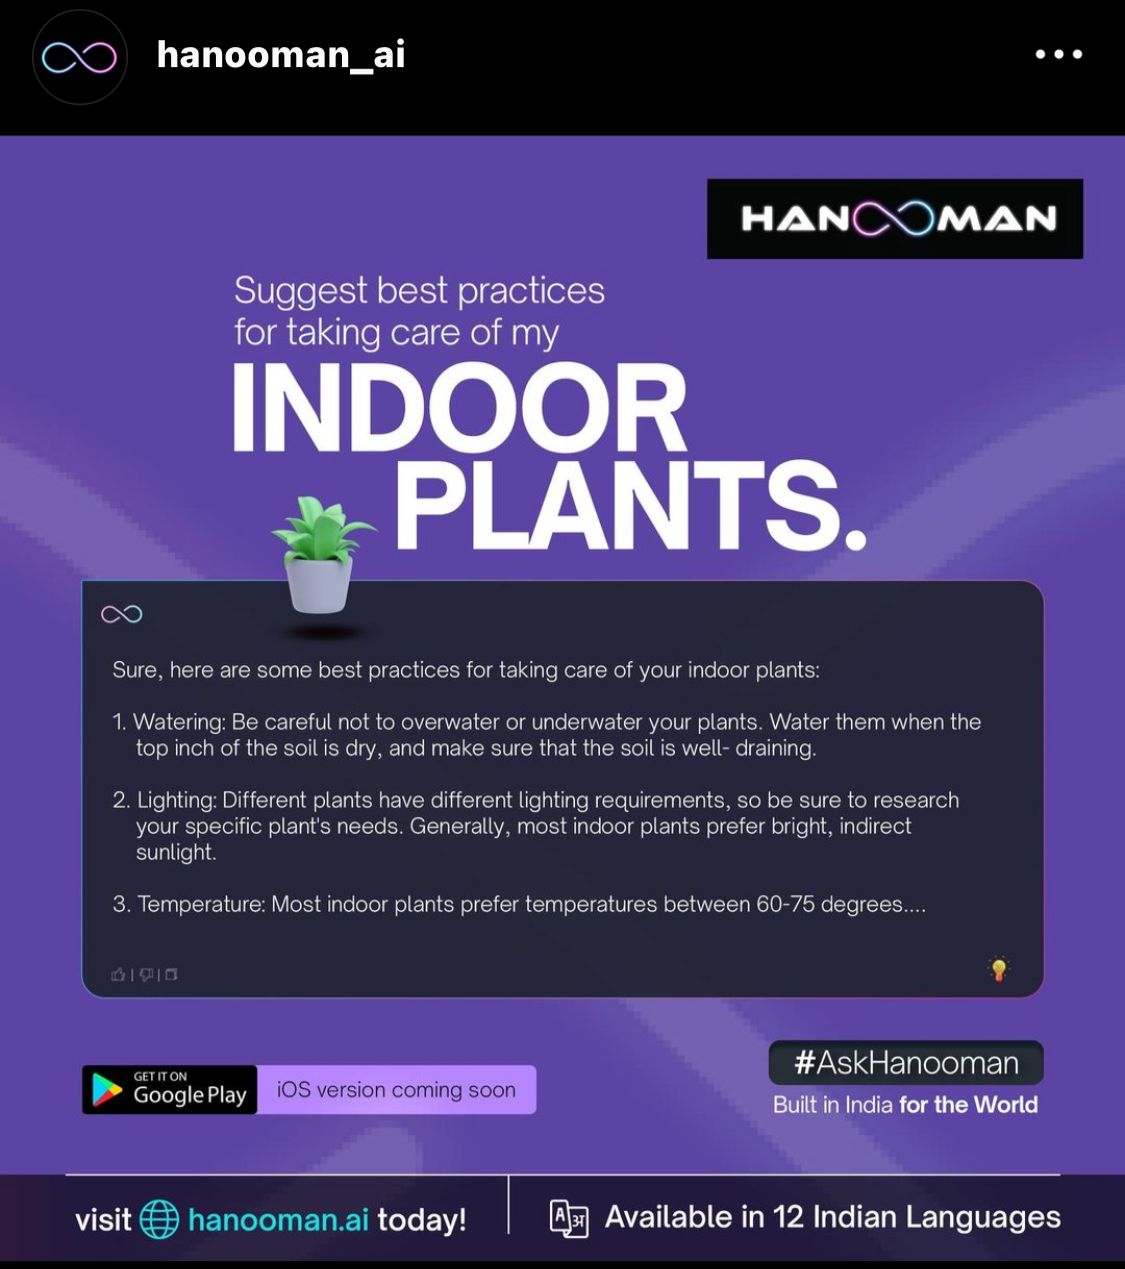 hanooman_ai
HANOOMAN
Suggest best practices
for taking care of my
INDOOR
PLANTS.
Sure, here are some best practices for taking care of your indoor plants:
1. Watering: Be careful not to overwater or underwater your plants. Water them when the
top inch of the soil is dry, and make sure that the soil is well- draining.
2. Lighting: Different plants have different lighting requirements, so be sure to research
your specific plant's needs. Generally, most indoor plants prefer bright, indirect
sunlight.
3. Temperature: Most indoor plants prefer temperatures between 60-75 degrees....
GET IT ON
Google Play
iOS version coming soon
#AskHanooman
Built in India for the World
visit hanooman.ai today!
A अ Available in 12 Indian Languages